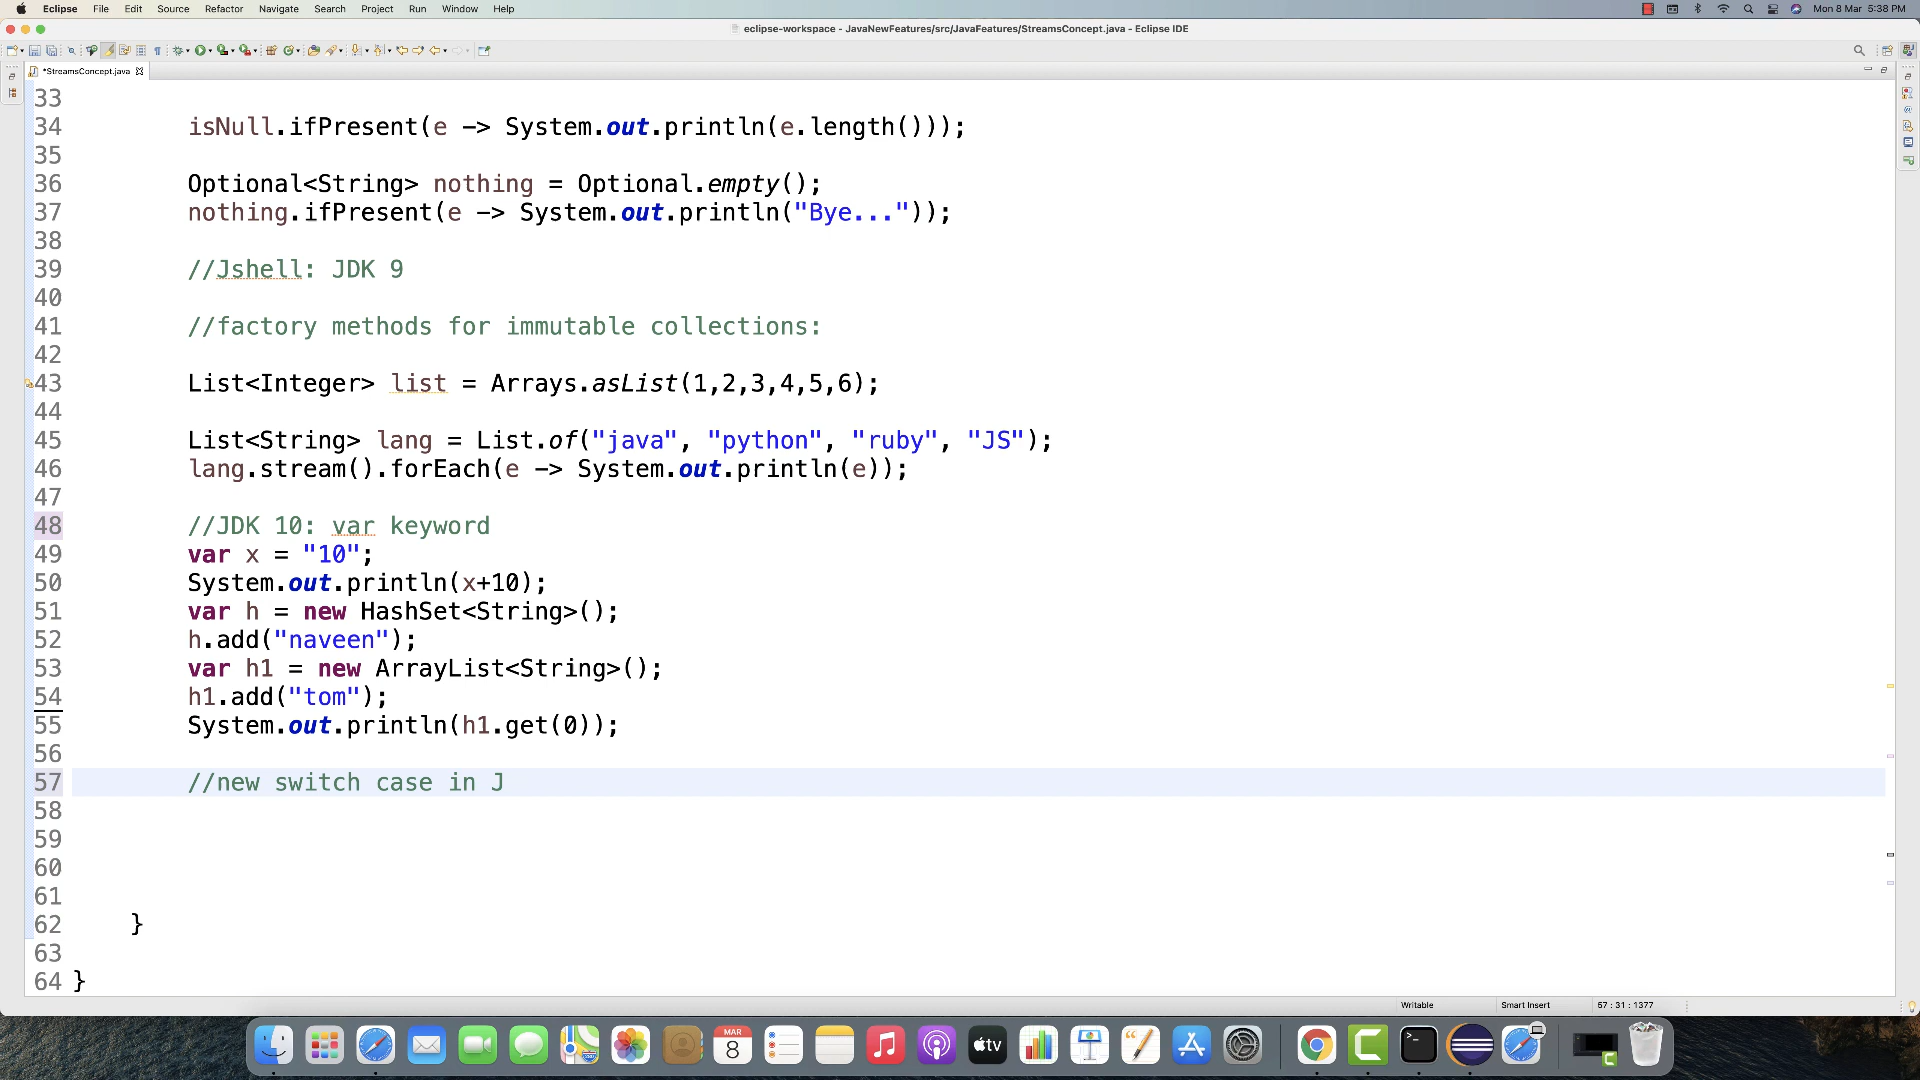 Eclipse File Edit Source Refactor Navigate Search Project Run Window Help Mon 8 Mar 5:38 PM
eclipse-workspace - JavaNewFeatures/src/JavaFeatures/StreamsConcept.java - Eclipse IDE
*StreamsConcept.java
33
34 isNull.ifPresent(e -> System.out.println(e.length()));
35
36 Optional<String> nothing = Optional.empty();
37 nothing.ifPresent(e -> System.out.println("Bye..."));
38
39 //Jshell: JDK 9
40
41 //factory methods for immutable collections:
42
43 List<Integer> list = Arrays.asList(1,2,3,4,5,6);
44
45 List<String> lang = List.of("java", "python", "ruby", "JS");
46 lang.stream().forEach(e -> System.out.println(e));
47
48 //JDK 10: var keyword
49 var x = "10";
50 System.out.println(x+10);
51 var h = new HashSet<String>();
52 h.add("naveen");
53 var h1 = new ArrayList<String>();
54 h1.add("tom");
55 System.out.println(h1.get(0));
56
57 //new switch case in J
58
59
60
61
62 }
63
64 }
Writable Smart Insert 57 : 31 : 1377
MAR
8
tv